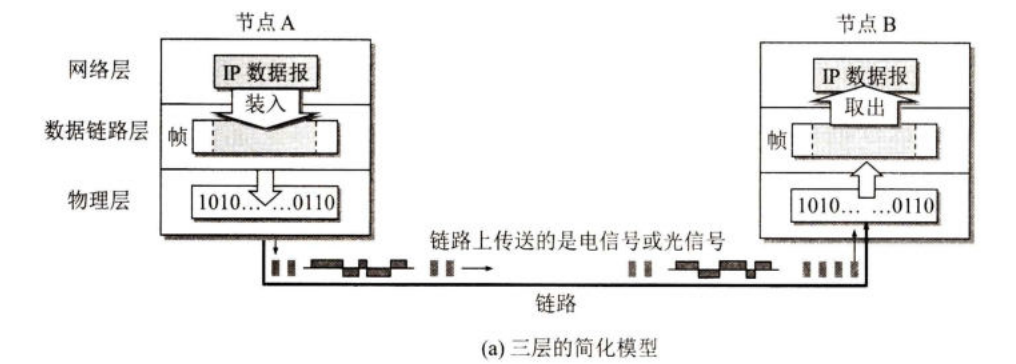 节点 A
节点 B
网络层
IP 数据报
IP 数据报
装入
取出
数据链路层
帧
帧
物理层
1010… …0110
1010… …0110
链路上传送的是电信号或光信号
链路
(a) 三层的简化模型